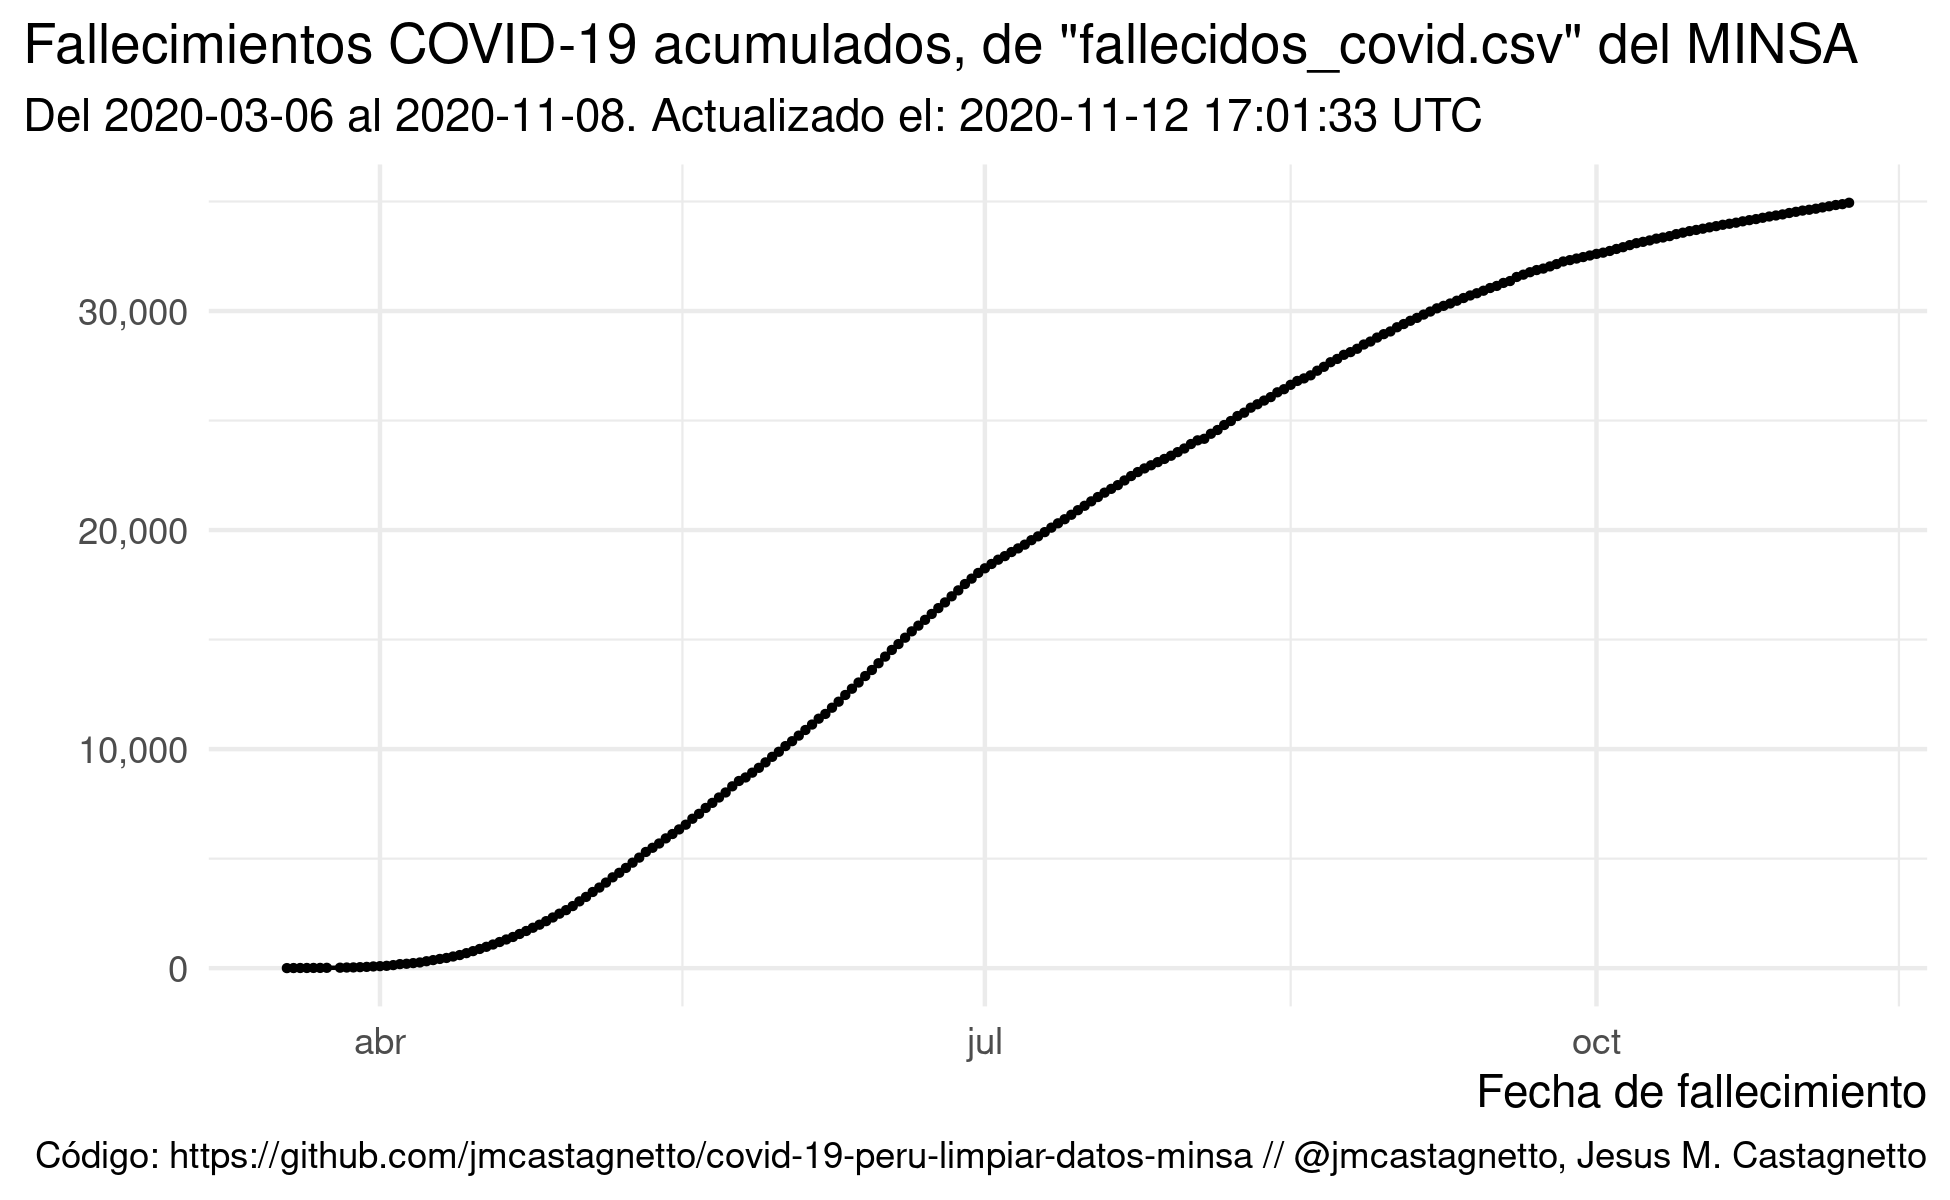 Fallecimientos COVID-19 acumulados, de "fallecidos_covid.csv" del MINSA
Del 2020-03-06 al 2020-11-08. Actualizado el: 2020-11-12 17:01:33 UTC
30,000
20,000
10,000
0
abr jul oct
Fecha de fallecimiento
Código: https://github.com/jmcastagnetto/covid-19-peru-limpiar-datos-minsa // @jmcastagnetto, Jesus M. Castagnetto